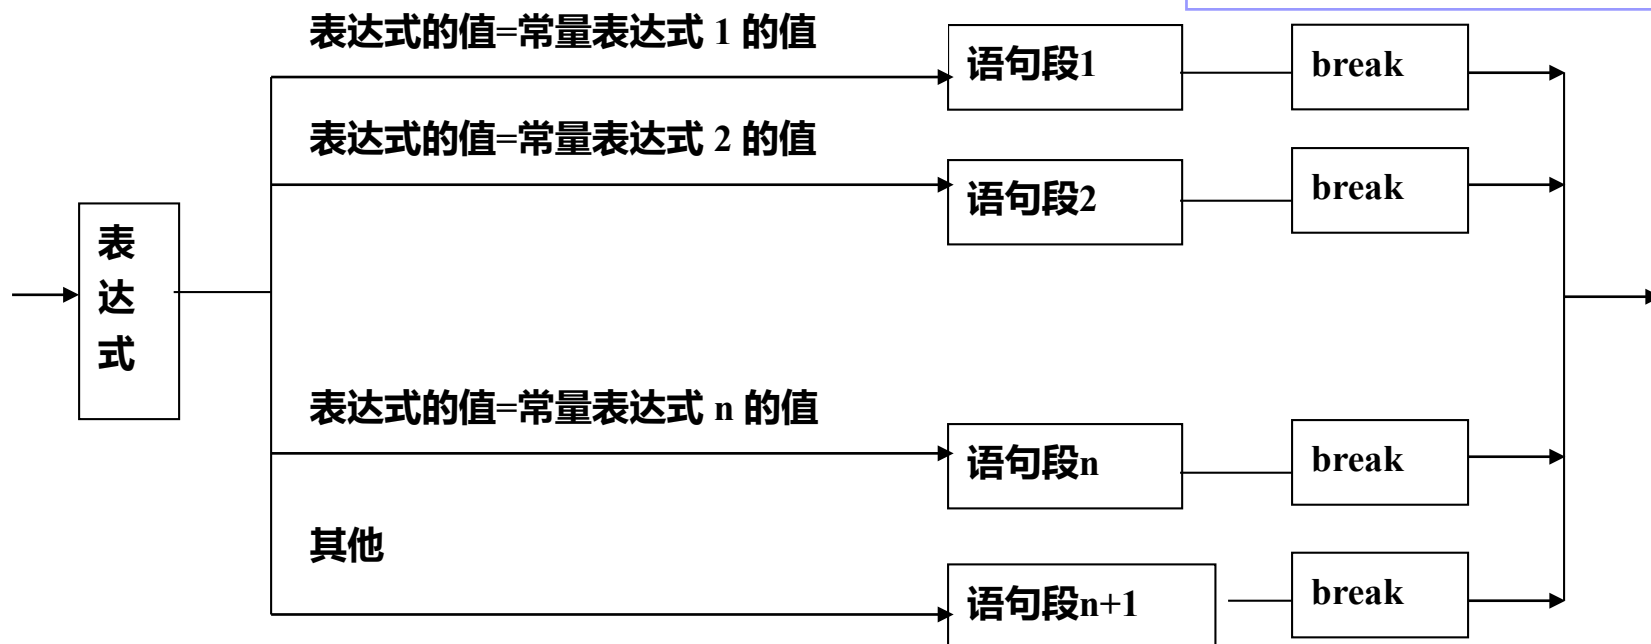 表达式的值=常量表达式 1 的值
语句段1
break
表达式的值=常量表达式 2 的值
语句段2
break
表
达
式
表达式的值=常量表达式 n 的值
语句段n
break
其他
语句段n+1
break